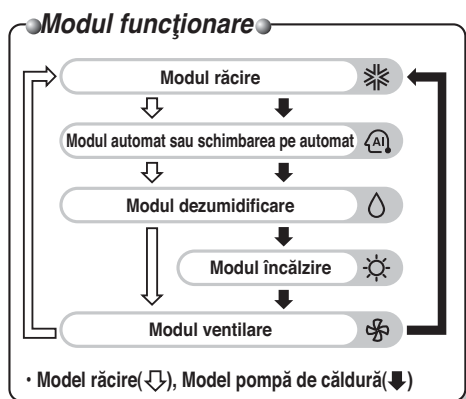 Modul funcţionare
Modul răcire
Modul automat sau schimbarea pe automat
AI
Modul dezumidificare
Modul încălzire
Modul ventilare
• Model răcire(⇩), Model pompă de căldură(⬇)